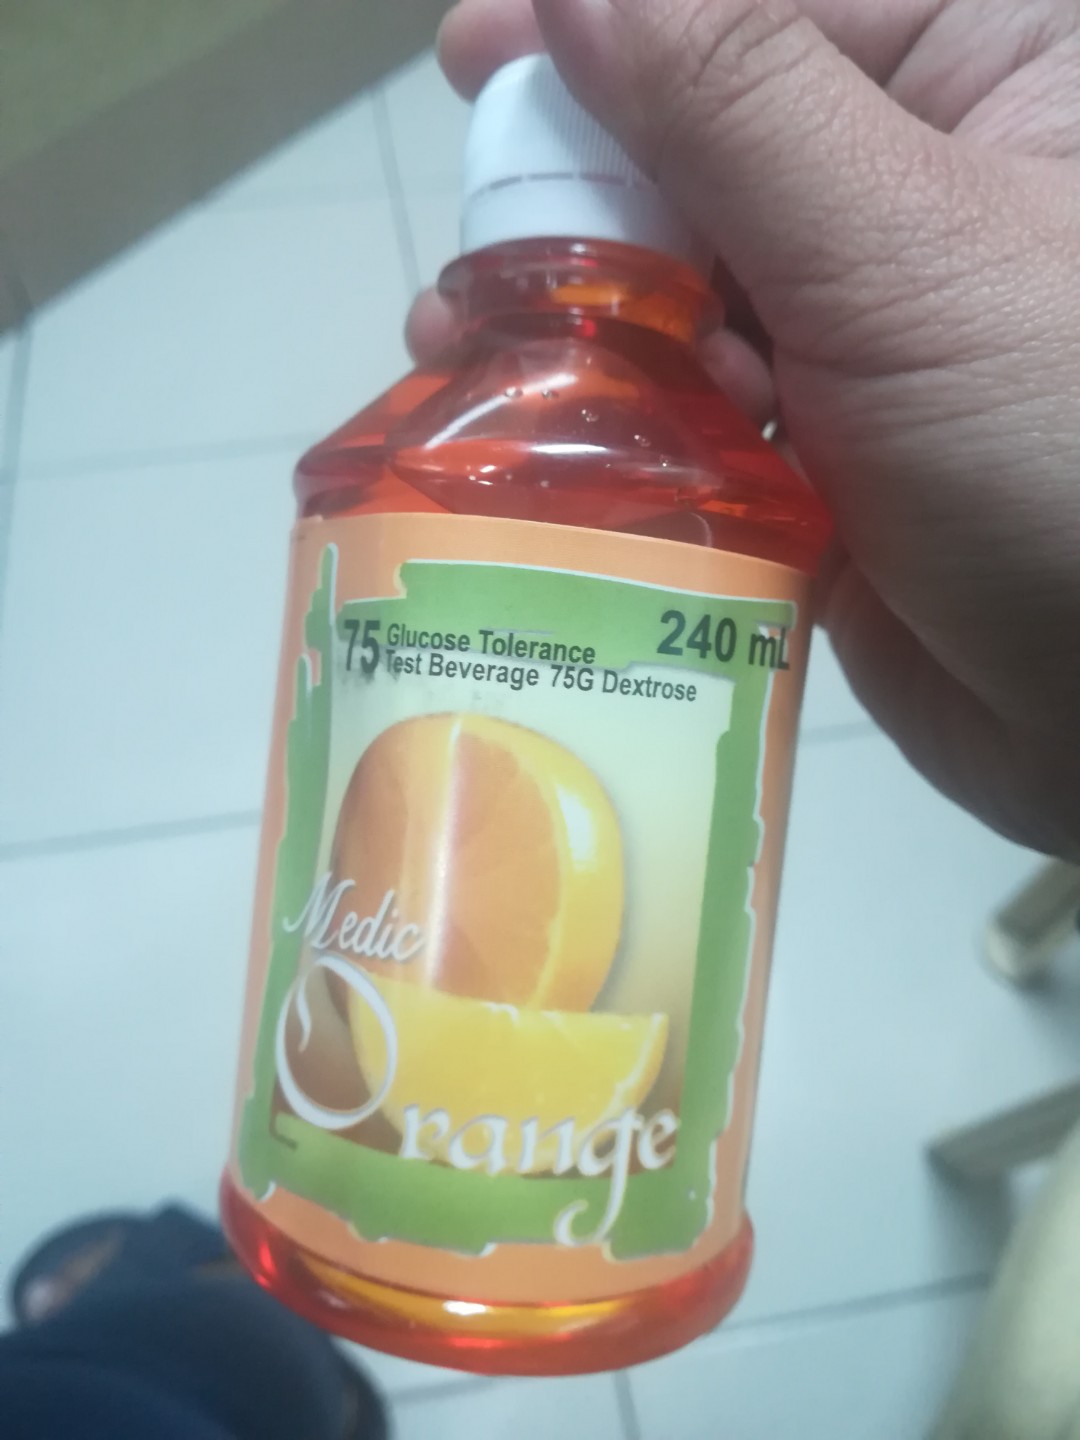 75 Glucose Tolerance
Test Beverage 75G Dextrose
240 mL
Medic
Orange